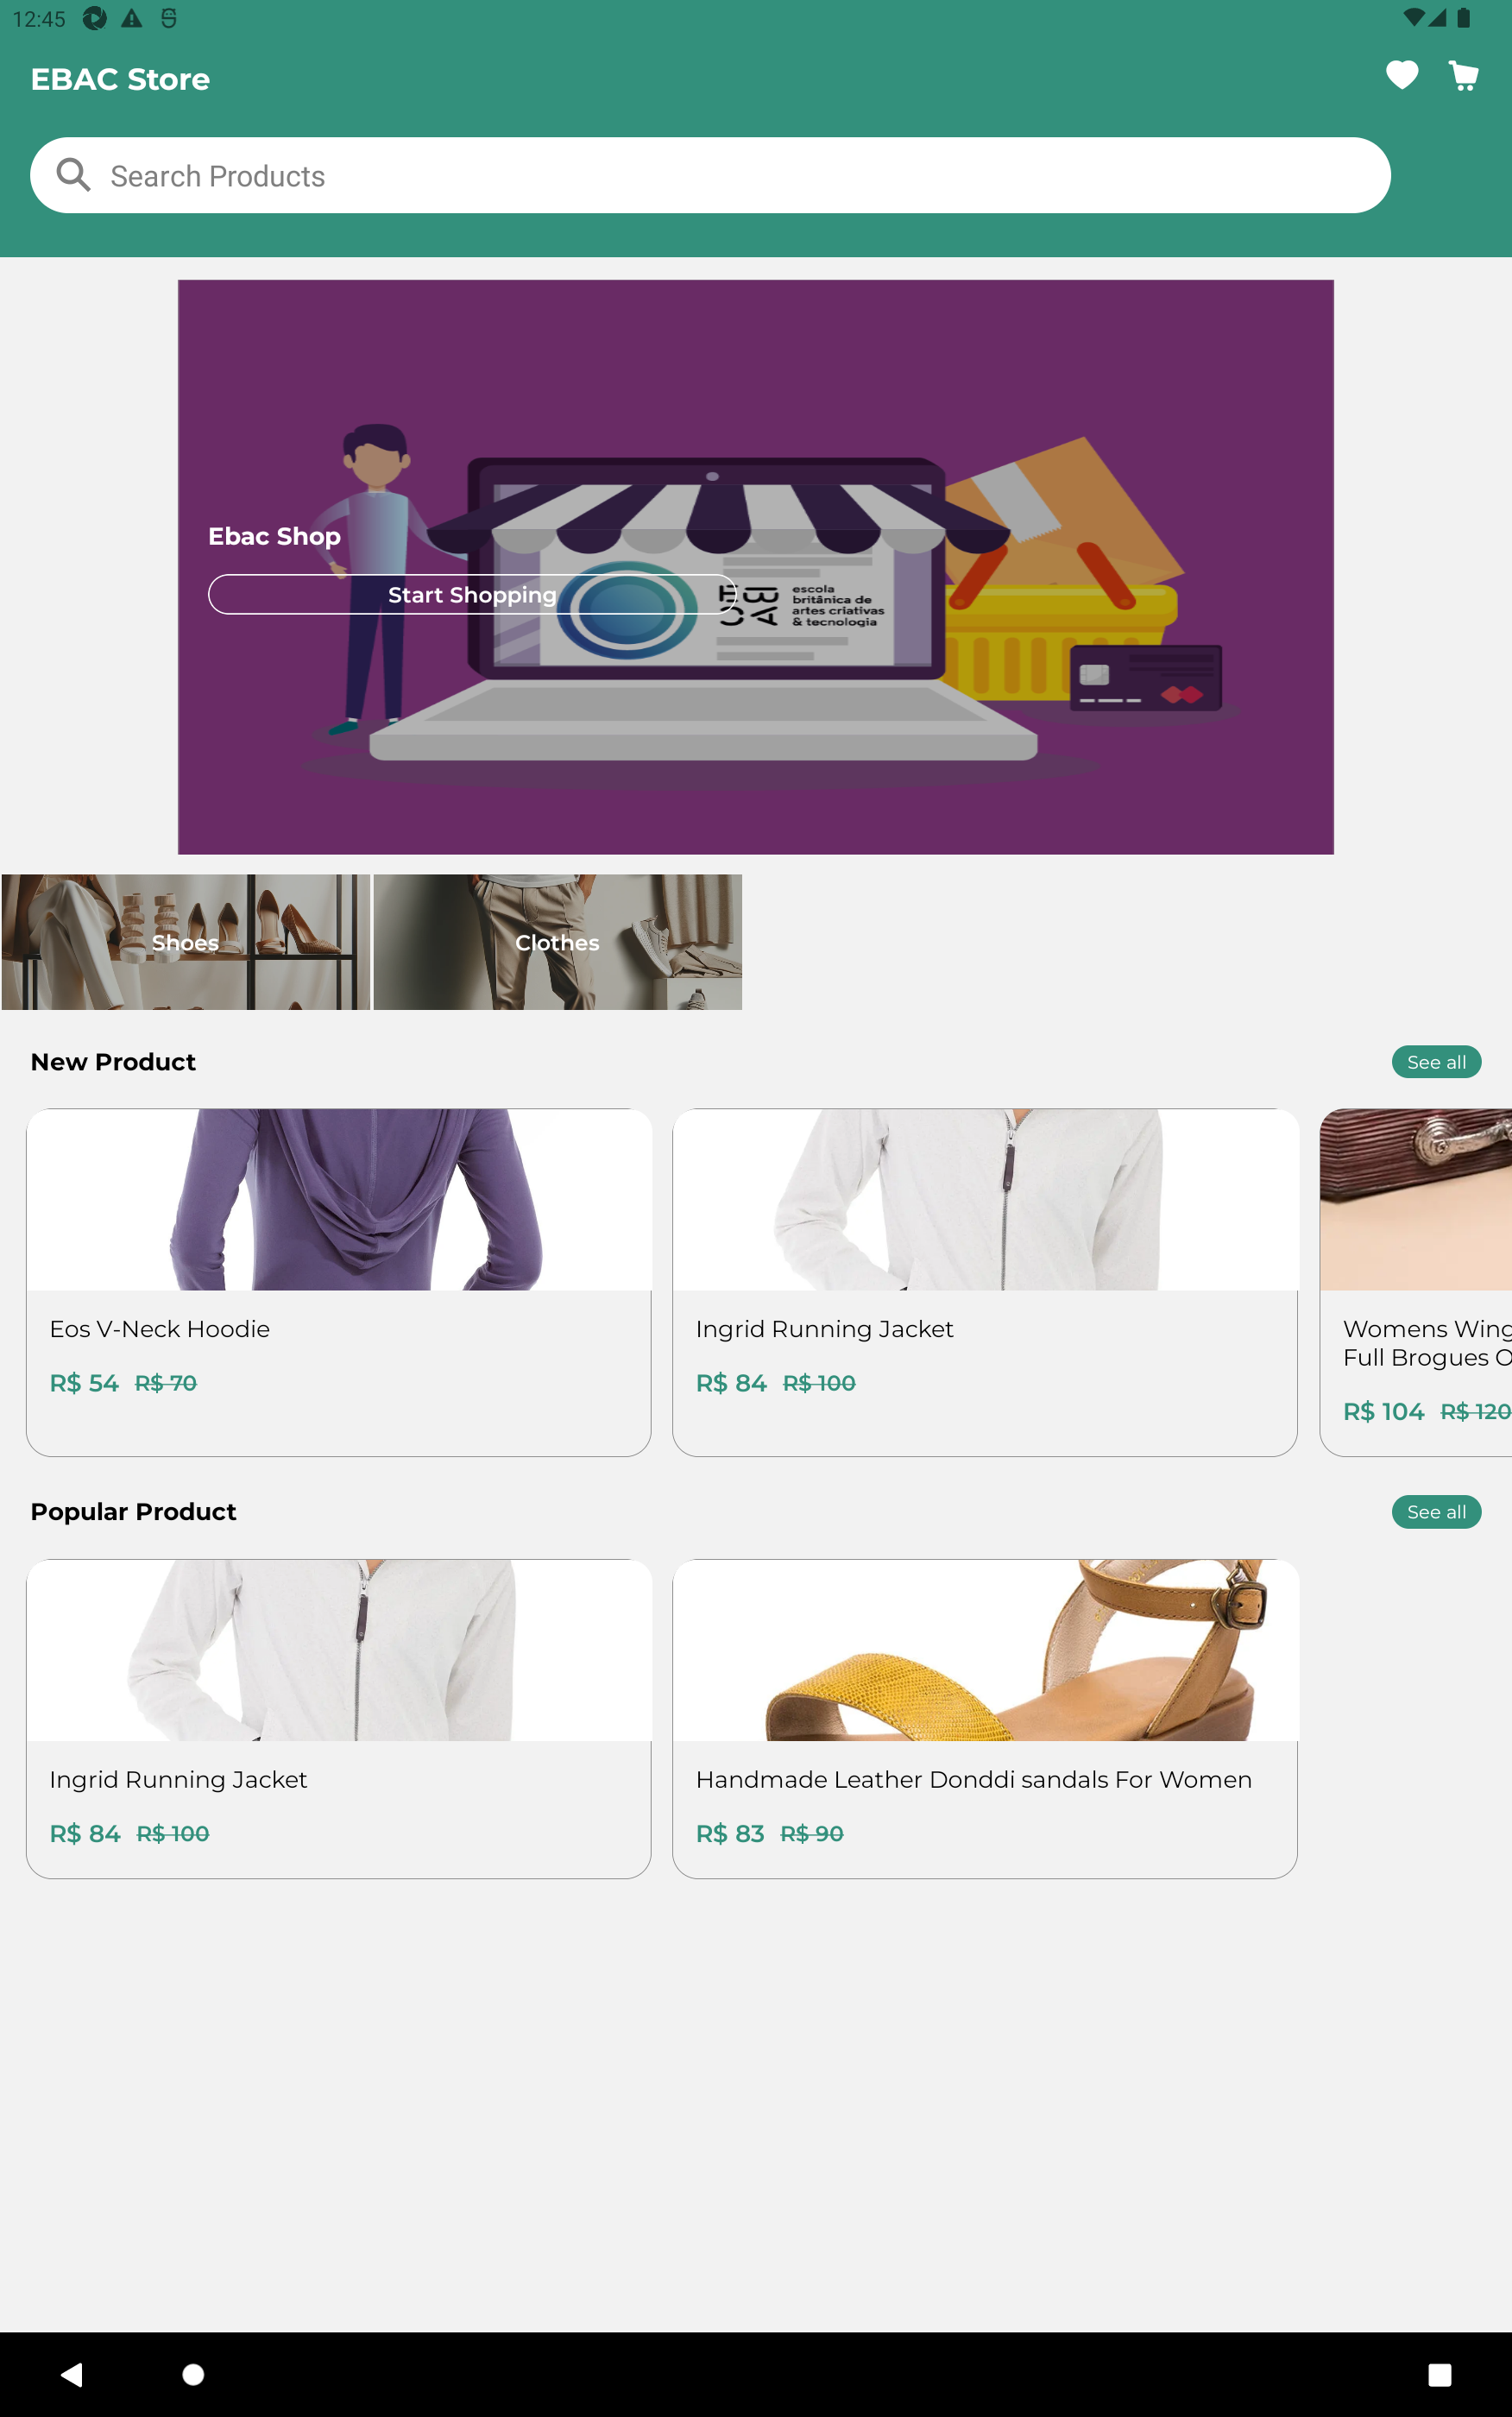 12:45
EBAC Store
Search Products
Ebac Shop
Start Shopping
escola
britânica de
artes criativas
& tecnologia
Shoes
Clothes
New Product
See all
Eos V-Neck Hoodie
R$ 54 R$ 70
Ingrid Running Jacket
R$ 84 R$ 100
Womens Wing
Full Brogues O
R$ 104 R$ 120
Popular Product
See all
Ingrid Running Jacket
R$ 84 R$ 100
Handmade Leather Donddi sandals For Women
R$ 83 R$ 90